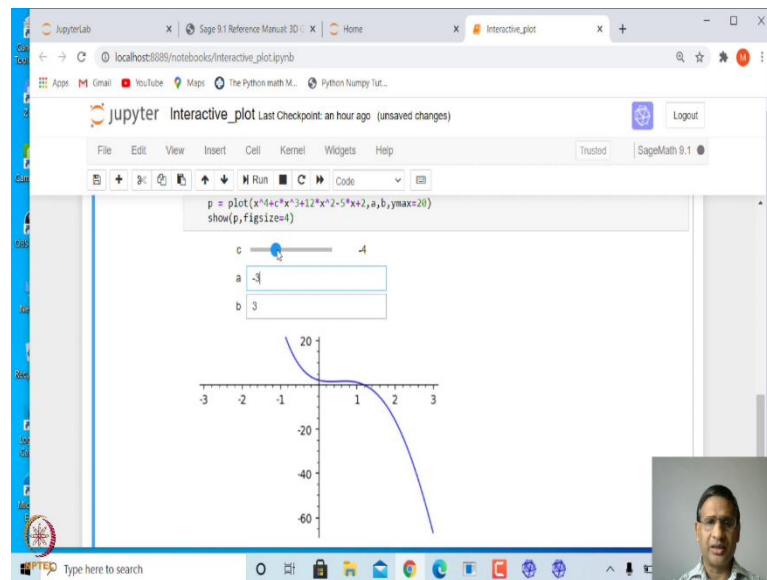 JupyterLab
Sage 9.1 Reference Manual: 3D G
Home
Interactive_plot
localhost:8889/notebooks/Interactive_plot.ipynb
Apps Gmail YouTube Maps The Python math M... Python Numpy Tut...
jupyter Interactive_plot Last Checkpoint: an hour ago (unsaved changes)
Logout
File Edit View Insert Cell Kernel Widgets Help
Trusted SageMath 9.1
Run Code
p = plot(x^4+c*x^3+12*x^2-5*x+2,a,b,ymax=20)
show(p,figsize=4)
c -4
a -3
b 3
20
-3 -2 -1 1 2 3
-20
-40
-60
NPTEL
Type here to search